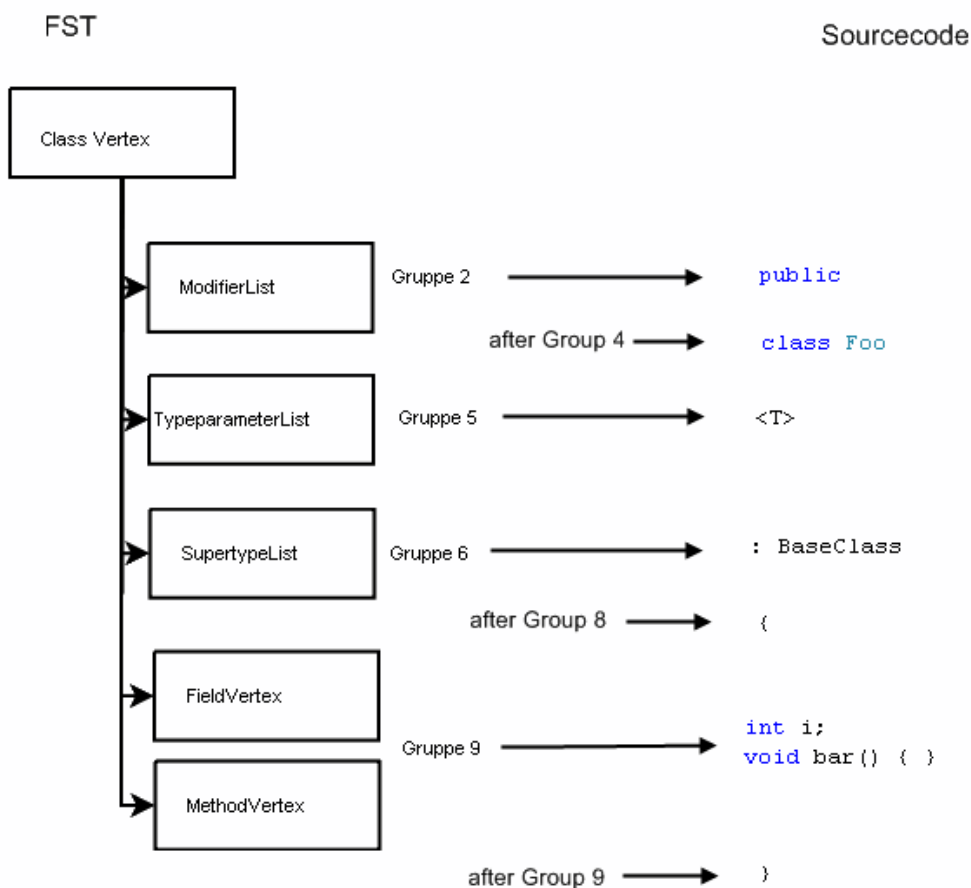 FST
Sourcecode
Class Vertex
ModifierList
Gruppe 2
public
after Group 4
class Foo
TypeparameterList
Gruppe 5
<T>
SupertypeList
Gruppe 6
: BaseClass
after Group 8
{
FieldVertex
Gruppe 9
int i;
void bar() { }
MethodVertex
after Group 9
}